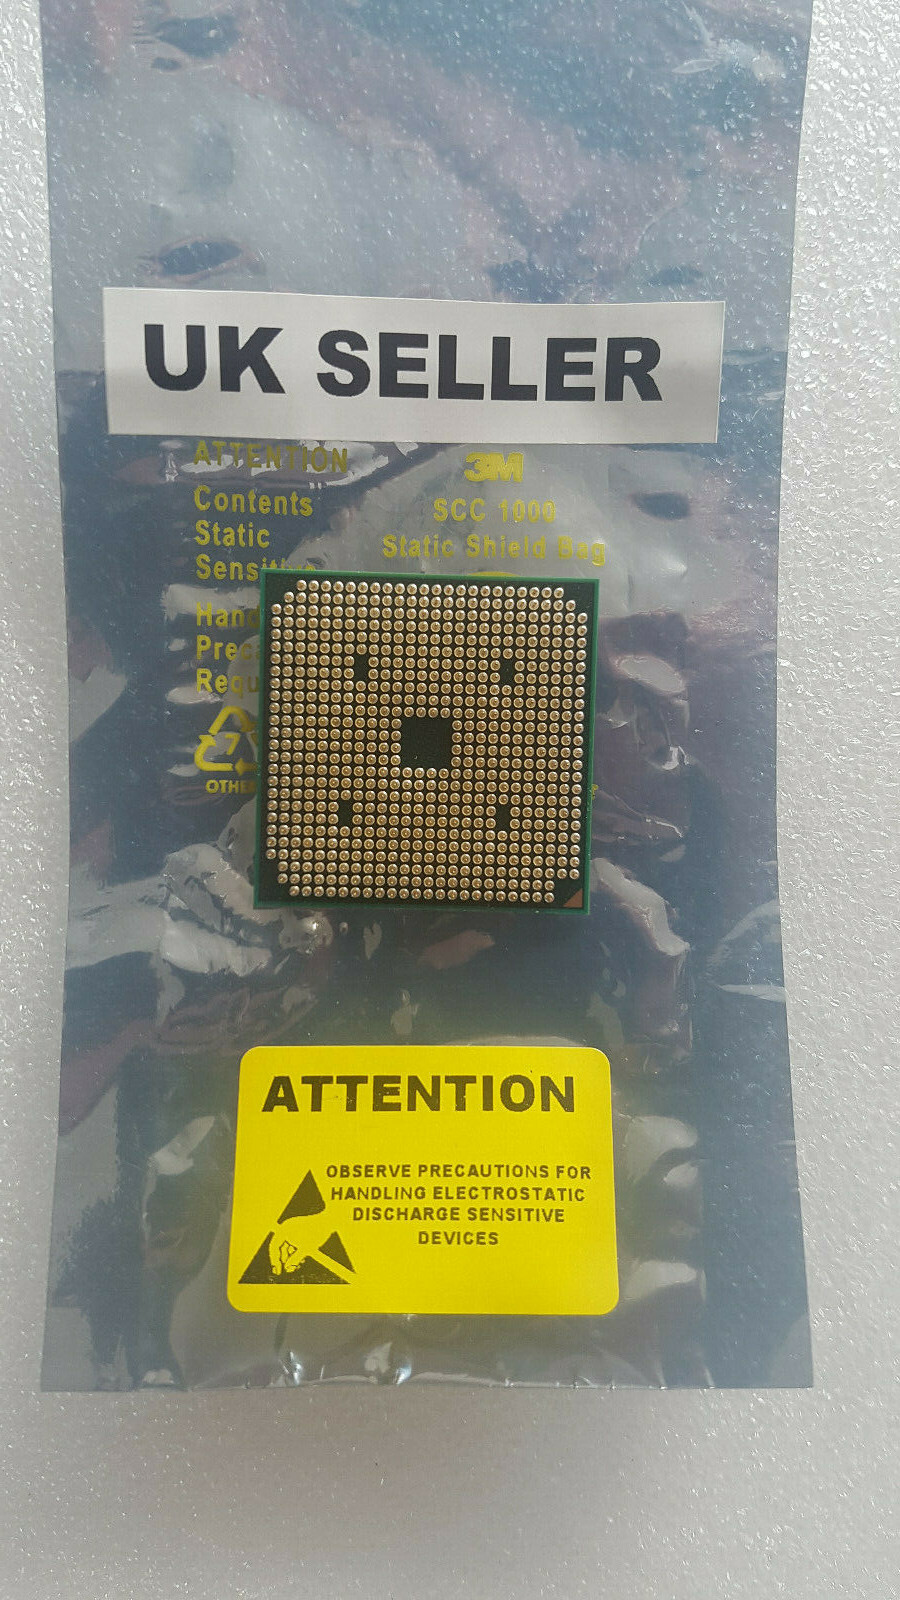 UK SELLER
ATTENTION
Contents
Static
3M
SCC 1000
Static Shield Bag
7
ATTENTION
OBSERVE PRECAUTIONS FOR
HANDLING ELECTROSTATIC
DISCHARGE SENSITIVE
DEVICES